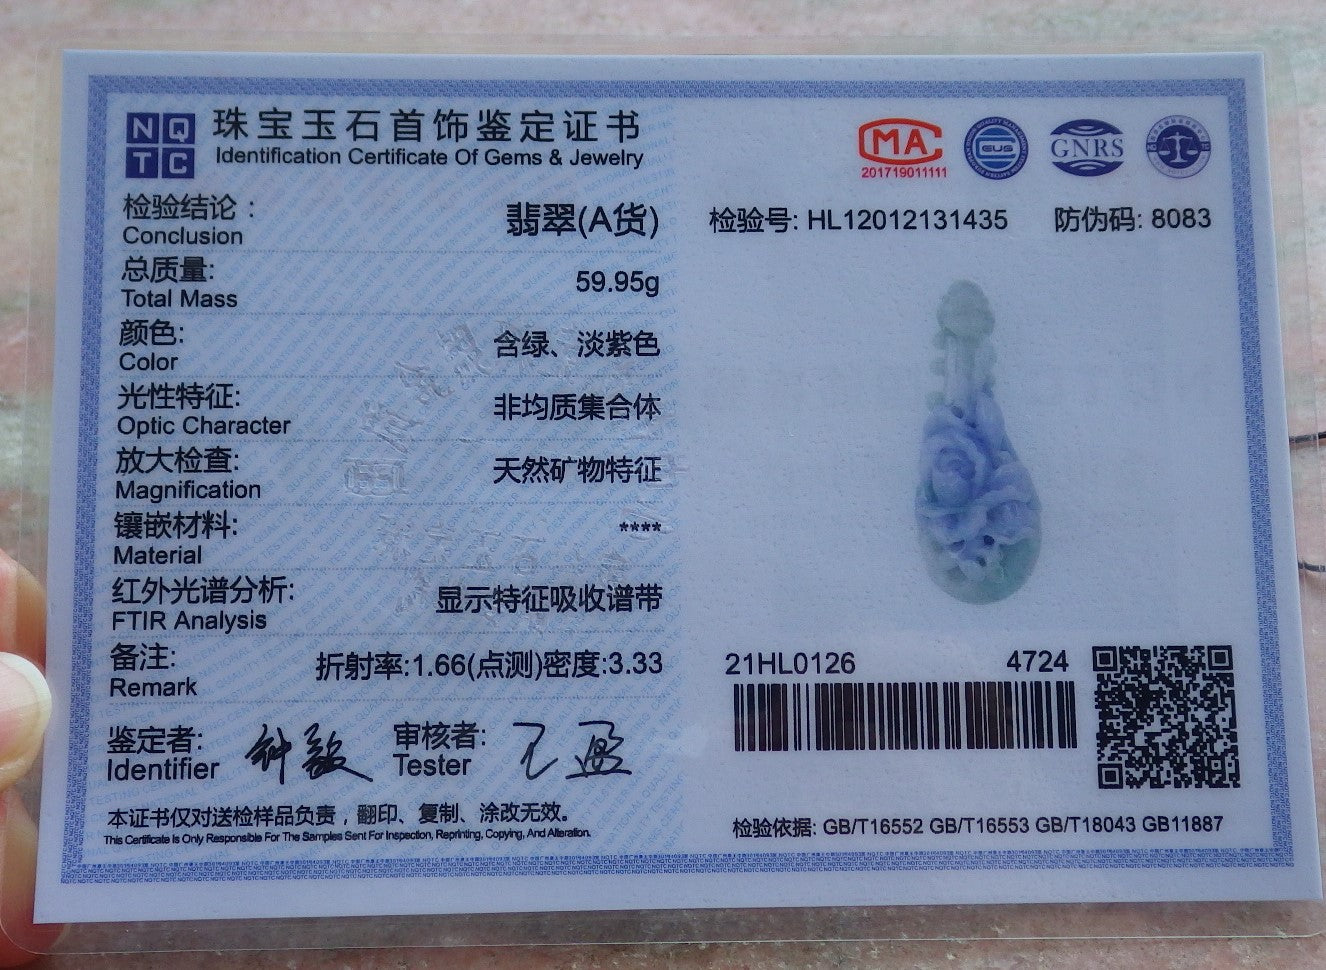 NQ
TC
珠宝玉石首饰鉴定证书
Identification Certificate Of Gems & Jewelry
检验结论：
翡翠(A货)
Conclusion
总质量:
59.95g
Total Mass
颜色:
含绿、淡紫色
Color
光性特征:
非均质集合体
Optic Character
放大检查:
天然矿物特征
Magnification
镶嵌材料:
****
Material
红外光谱分析:
显示特征吸收谱带
FTIR Analysis
备注:
折射率:1.66(点测)密度:3.33
Remark
鉴定者:
Identifier
审核者:
Tester
本证书仅对送检样品负责，翻印、复制、涂改无效。
This Certificate Is Only Responsible For The Samples Sent For Inspection, Reprinting, Copying, And Alteration.
MA
201719011111
GUS
GNRS
检验号: HL12012131435 防伪码: 8083
21HL0126 4724
检验依据: GB/T16552 GB/T16553 GB/T18043 GB11887